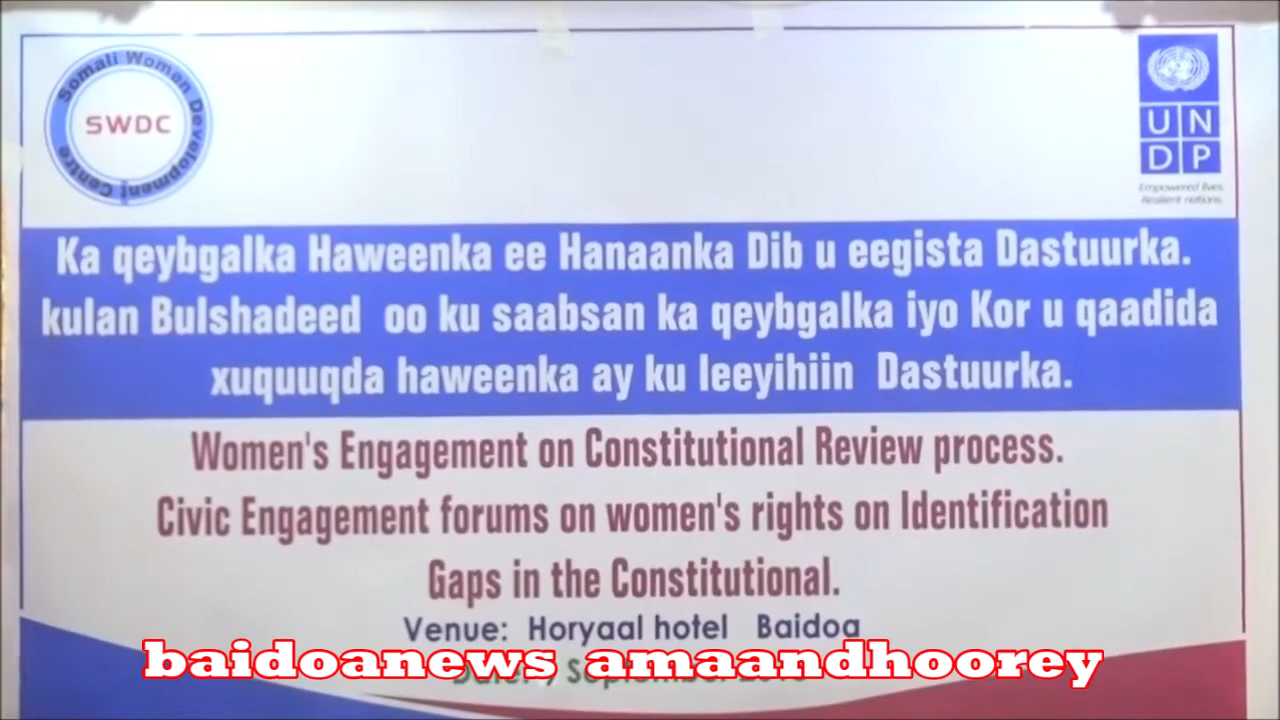 Somali Women Development Centre
SWDC
UN
DP
Empowered lives.
Resilient nations.
Ka qeybgalka Haweenka ee Hanaanka Dib u eegista Dastuurka.
kulan Bulshadeed oo ku saabsan ka qeybgalka iyo Kor u qaadida
xuquuqda haweenka ay ku leeyihiin Dastuurka.
Women's Engagement on Constitutional Review process.
Civic Engagement forums on women's rights on Identification
Gaps in the Constitutional.
Venue: Horyaal hotel Baidoa
baidoanews amaandhoorey